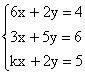 6x + 2y = 4
3x + 5y = 6
kx + 2y = 5